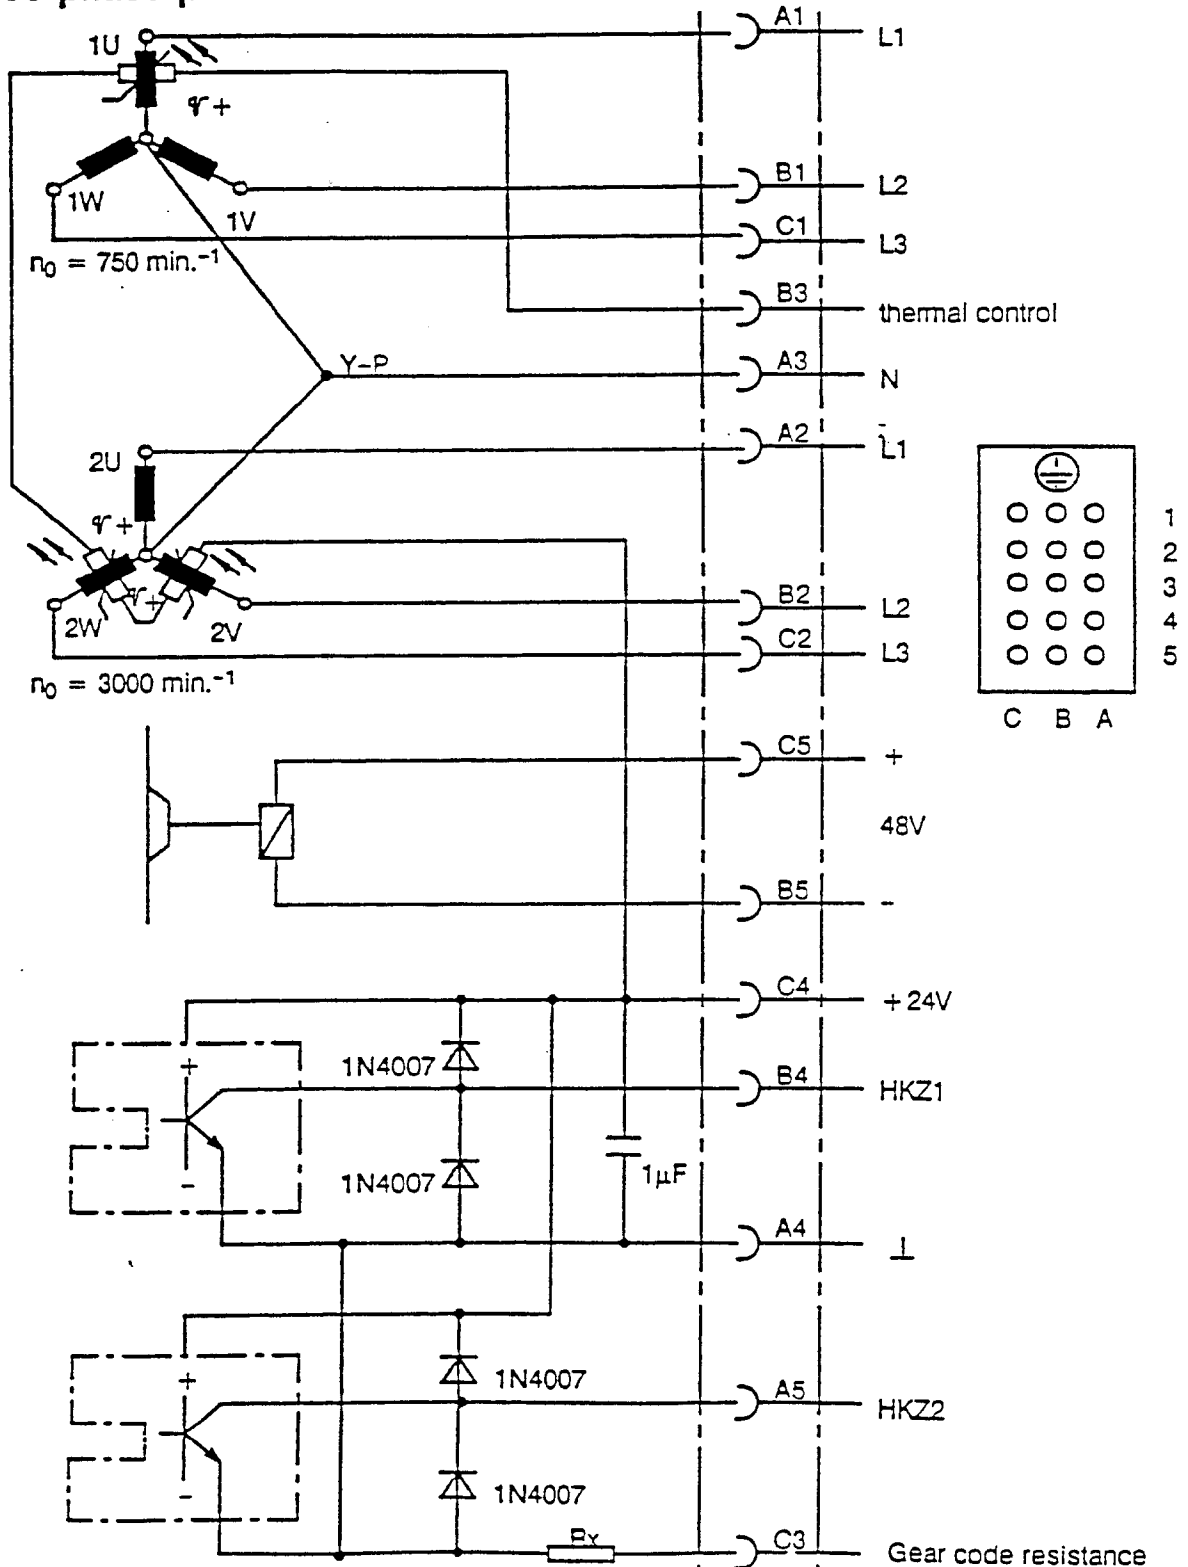 A1
1U
L1
ϑ+
B1
L2
1W
1V
C1
L3
n₀ = 750 min.⁻¹
B3
thermal control
Y-P
A3
N
A2
L1
2U
1
ϑ+
2
3
ϑ+
B2
L2
4
2W
2V
C2
L3
5
n₀ = 3000 min.⁻¹
C B A
C5
+
48V
B5
-
C4
+24V
+
1N4007
B4
HKZ1
1N4007
1µF
-
A4
⊥
+
1N4007
A5
HKZ2
-
1N4007
Rx
C3
Gear code resistance